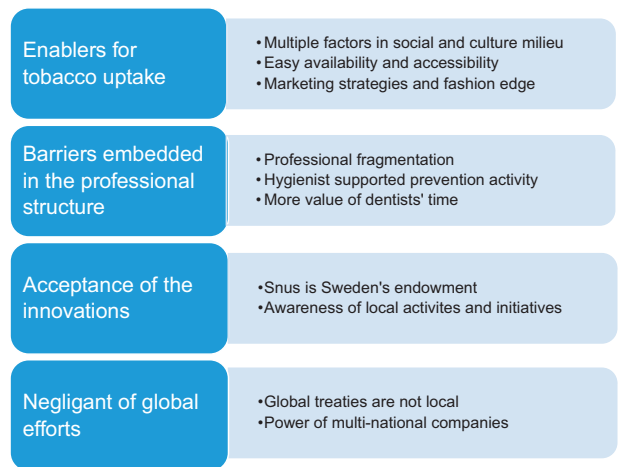 Enablers for
tobacco uptake
•Multiple factors in social and culture milieu
•Easy availability and accessibility
•Marketing strategies and fashion edge
Barriers embedded
in the professional
structure
•Professional fragmentation
•Hygienist supported prevention activity
•More value of dentists' time
Acceptance of the
innovations
•Snus is Sweden's endowment
•Awareness of local activites and initiatives
Negligant of global
efforts
•Global treaties are not local
•Power of multi-national companies